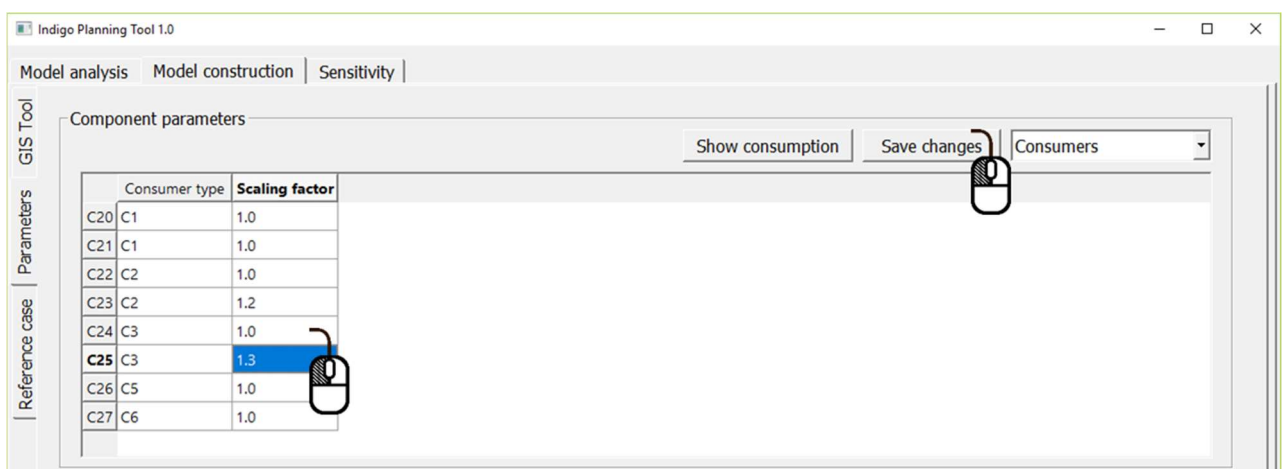 Indigo Planning Tool 1.0
Model analysis Model construction Sensitivity
GIS Tool
Parameters
Reference case
Component parameters
Show consumption Save changes Consumers
Consumer type Scaling factor
C20 C1 1.0
C21 C1 1.0
C22 C2 1.0
C23 C2 1.2
C24 C3 1.0
C25 C3 1.3
C26 C5 1.0
C27 C6 1.0